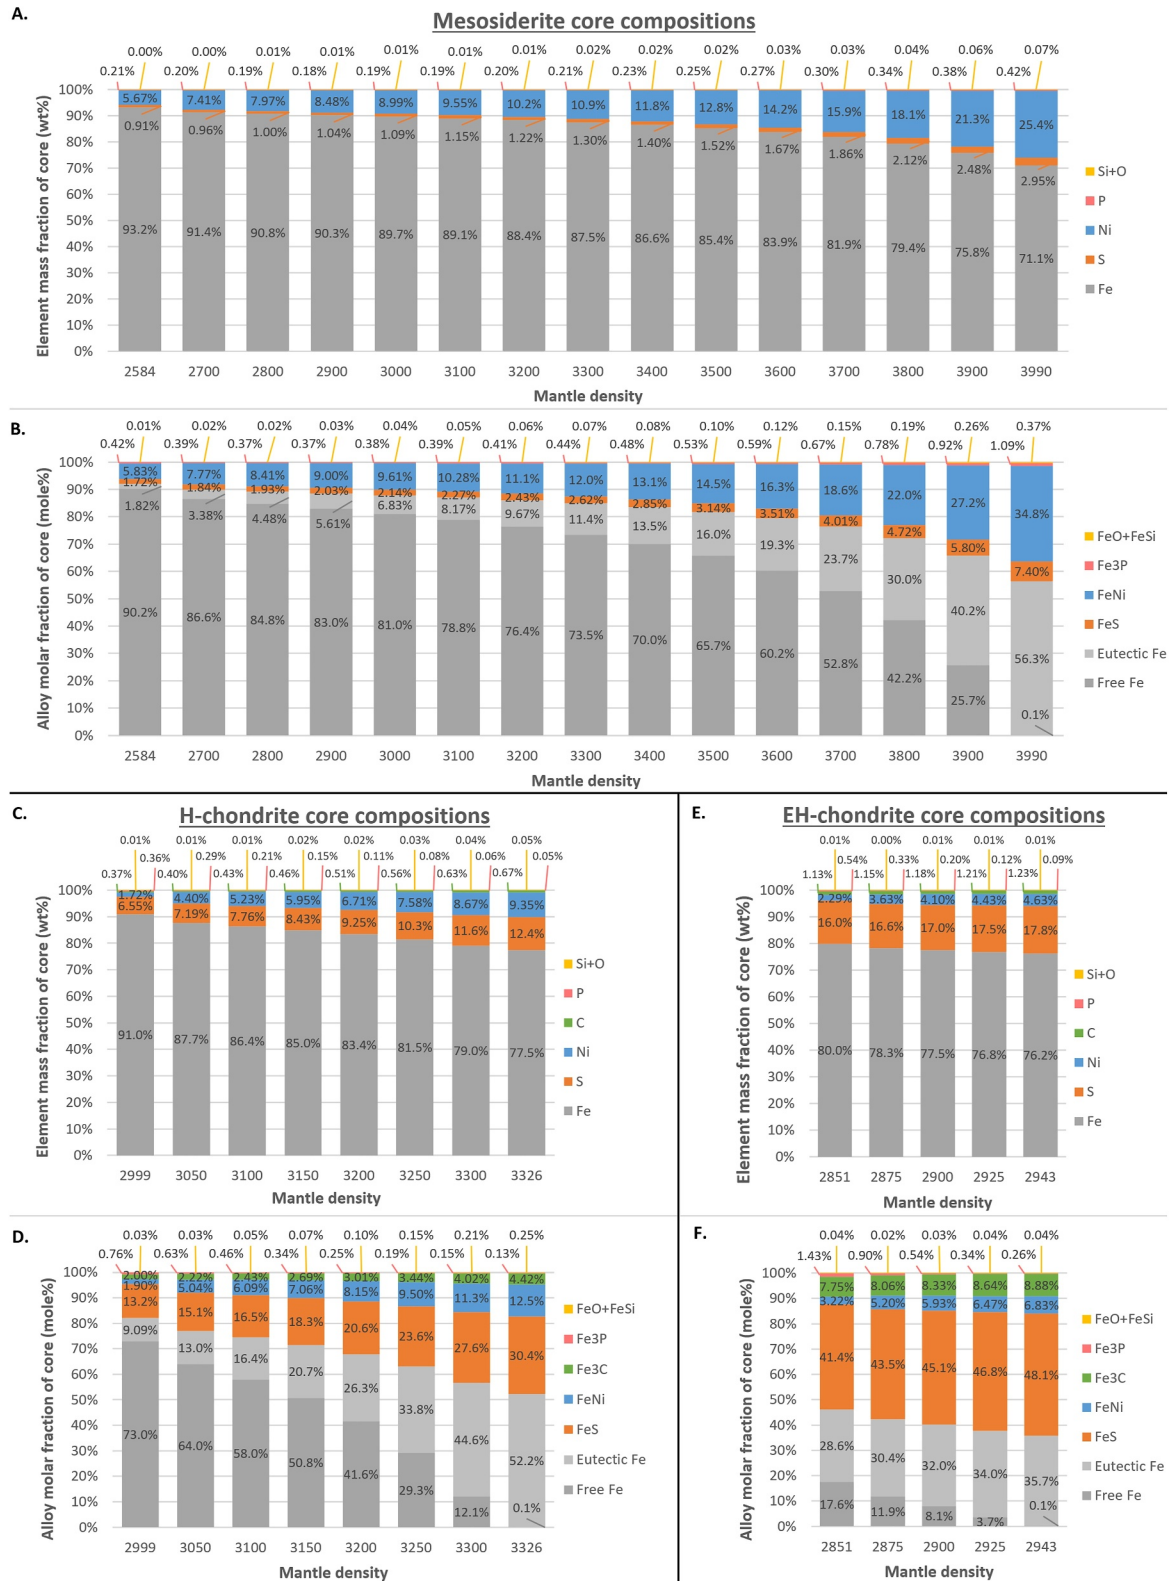 A.
Mesosiderite core compositions
0.00% 0.00% 0.01% 0.01% 0.01% 0.01% 0.01% 0.02% 0.02% 0.02% 0.03% 0.03% 0.04% 0.06% 0.07%
0.21% 0.20% 0.19% 0.18% 0.19% 0.19% 0.20% 0.21% 0.23% 0.25% 0.27% 0.30% 0.34% 0.38% 0.42%
5.67% 7.41% 7.97% 8.48% 8.99% 9.55% 10.2% 10.9% 11.8% 12.8% 14.2% 15.9% 18.1% 21.3% 25.4%
0.91% 0.96% 1.00% 1.04% 1.09% 1.15% 1.22% 1.30% 1.40% 1.52% 1.67% 1.86% 2.12% 2.48% 2.95%
93.2% 91.4% 90.8% 90.3% 89.7% 89.1% 88.4% 87.5% 86.6% 85.4% 83.9% 81.9% 79.4% 75.8% 71.1%
100%
90%
80%
70%
60%
50%
40%
30%
20%
10%
0%
Element mass fraction of core (wt%)
2584 2700 2800 2900 3000 3100 3200 3300 3400 3500 3600 3700 3800 3900 3990
Mantle density
Si+O
P
Ni
S
Fe
B.
0.01% 0.02% 0.02% 0.03% 0.04% 0.05% 0.06% 0.07% 0.08% 0.10% 0.12% 0.15% 0.19% 0.26% 0.37%
0.42% 0.39% 0.37% 0.37% 0.38% 0.39% 0.41% 0.44% 0.48% 0.53% 0.59% 0.67% 0.78% 0.92% 1.09%
5.83% 7.77% 8.41% 9.00% 9.61% 10.28% 11.1% 12.0% 13.1% 14.5% 16.3% 18.6% 22.0% 27.2% 34.8%
1.72% 1.84% 1.93% 2.03% 2.14% 2.27% 2.43% 2.62% 2.85% 3.14% 3.51% 4.01% 4.72% 5.80% 7.40%
1.82% 3.38% 4.48% 5.61% 6.83% 8.17% 9.67% 11.4% 13.5% 16.0% 19.3% 23.7% 30.0% 40.2% 56.3%
90.2% 86.6% 84.8% 83.0% 81.0% 78.8% 76.4% 73.5% 70.0% 65.7% 60.2% 52.8% 42.2% 25.7% 0.1%
100%
90%
80%
70%
60%
50%
40%
30%
20%
10%
0%
Alloy molar fraction of core (mole%)
2584 2700 2800 2900 3000 3100 3200 3300 3400 3500 3600 3700 3800 3900 3990
Mantle density
FeO+FeSi
Fe3P
FeNi
FeS
Eutectic Fe
Free Fe
C.
H-chondrite core compositions
0.01% 0.01% 0.01% 0.02% 0.02% 0.03% 0.04% 0.05%
0.36% 0.29% 0.21% 0.15% 0.11% 0.08% 0.06% 0.05%
0.37% 0.40% 0.43% 0.46% 0.51% 0.56% 0.63% 0.67%
1.72% 4.40% 5.23% 5.95% 6.71% 7.58% 8.67% 9.35%
6.55% 7.19% 7.76% 8.43% 9.25% 10.3% 11.6% 12.4%
91.0% 87.7% 86.4% 85.0% 83.4% 81.5% 79.0% 77.5%
100%
90%
80%
70%
60%
50%
40%
30%
20%
10%
0%
Element mass fraction of core (wt%)
2999 3050 3100 3150 3200 3250 3300 3326
Mantle density
Si+O
P
C
Ni
S
Fe
D.
0.03% 0.03% 0.05% 0.07% 0.10% 0.15% 0.21% 0.25%
0.76% 0.63% 0.46% 0.34% 0.25% 0.19% 0.15% 0.13%
2.00% 2.22% 2.43% 2.69% 3.01% 3.44% 4.02% 4.42%
1.90% 5.04% 6.09% 7.06% 8.15% 9.50% 11.3% 12.5%
13.2% 15.1% 16.5% 18.3% 20.6% 23.6% 27.6% 30.4%
9.09% 13.0% 16.4% 20.7% 26.3% 33.8% 44.6% 52.2%
73.0% 64.0% 58.0% 50.8% 41.6% 29.3% 12.1% 0.1%
100%
90%
80%
70%
60%
50%
40%
30%
20%
10%
0%
Alloy molar fraction of core (mole%)
2999 3050 3100 3150 3200 3250 3300 3326
Mantle density
FeO+FeSi
Fe3P
Fe3C
FeNi
FeS
Eutectic Fe
Free Fe
E.
EH-chondrite core compositions
0.01% 0.00% 0.01% 0.01% 0.01%
0.54% 0.33% 0.20% 0.12% 0.09%
1.13% 1.15% 1.18% 1.21% 1.23%
2.29% 3.63% 4.10% 4.43% 4.63%
16.0% 16.6% 17.0% 17.5% 17.8%
80.0% 78.3% 77.5% 76.8% 76.2%
100%
90%
80%
70%
60%
50%
40%
30%
20%
10%
0%
Element mass fraction of core (wt%)
2851 2875 2900 2925 2943
Mantle density
Si+O
P
C
Ni
S
Fe
F.
0.04% 0.02% 0.03% 0.04% 0.04%
1.43% 0.90% 0.54% 0.34% 0.26%
7.75% 8.06% 8.33% 8.64% 8.88%
3.22% 5.20% 5.93% 6.47% 6.83%
41.4% 43.5% 45.1% 46.8% 48.1%
28.6% 30.4% 32.0% 34.0% 35.7%
17.6% 11.9% 8.1% 3.7% 0.1%
100%
90%
80%
70%
60%
50%
40%
30%
20%
10%
0%
Alloy molar fraction of core (mole%)
2851 2875 2900 2925 2943
Mantle density
FeO+FeSi
Fe3P
Fe3C
FeNi
FeS
Eutectic Fe
Free Fe